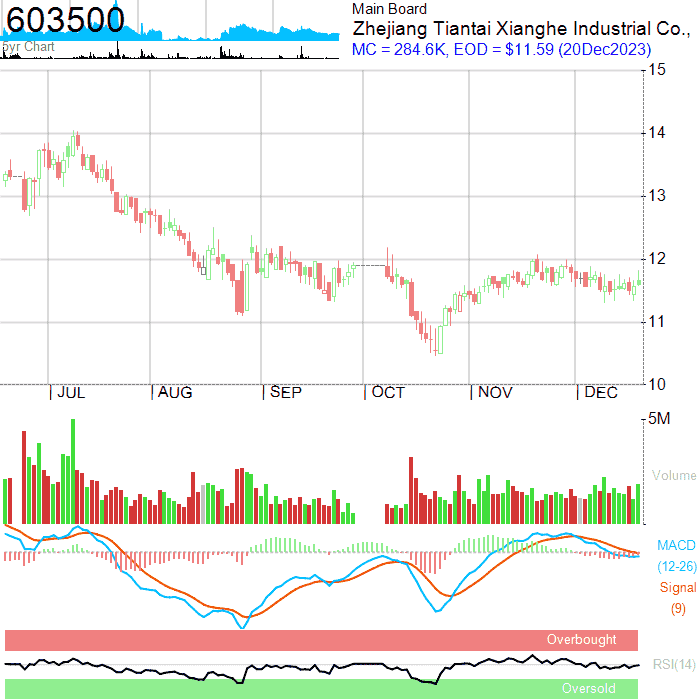 603500
5yr Chart
Main Board
Zhejiang Tiantai Xianghe Industrial Co.,
MC = 284.6K, EOD = $11.59 (20Dec2023)
15
14
13
12
11
10
JUL AUG SEP OCT NOV DEC
5M
Volume
MACD
(12-26)
Signal
(9)
Overbought
RSI(14)
Oversold